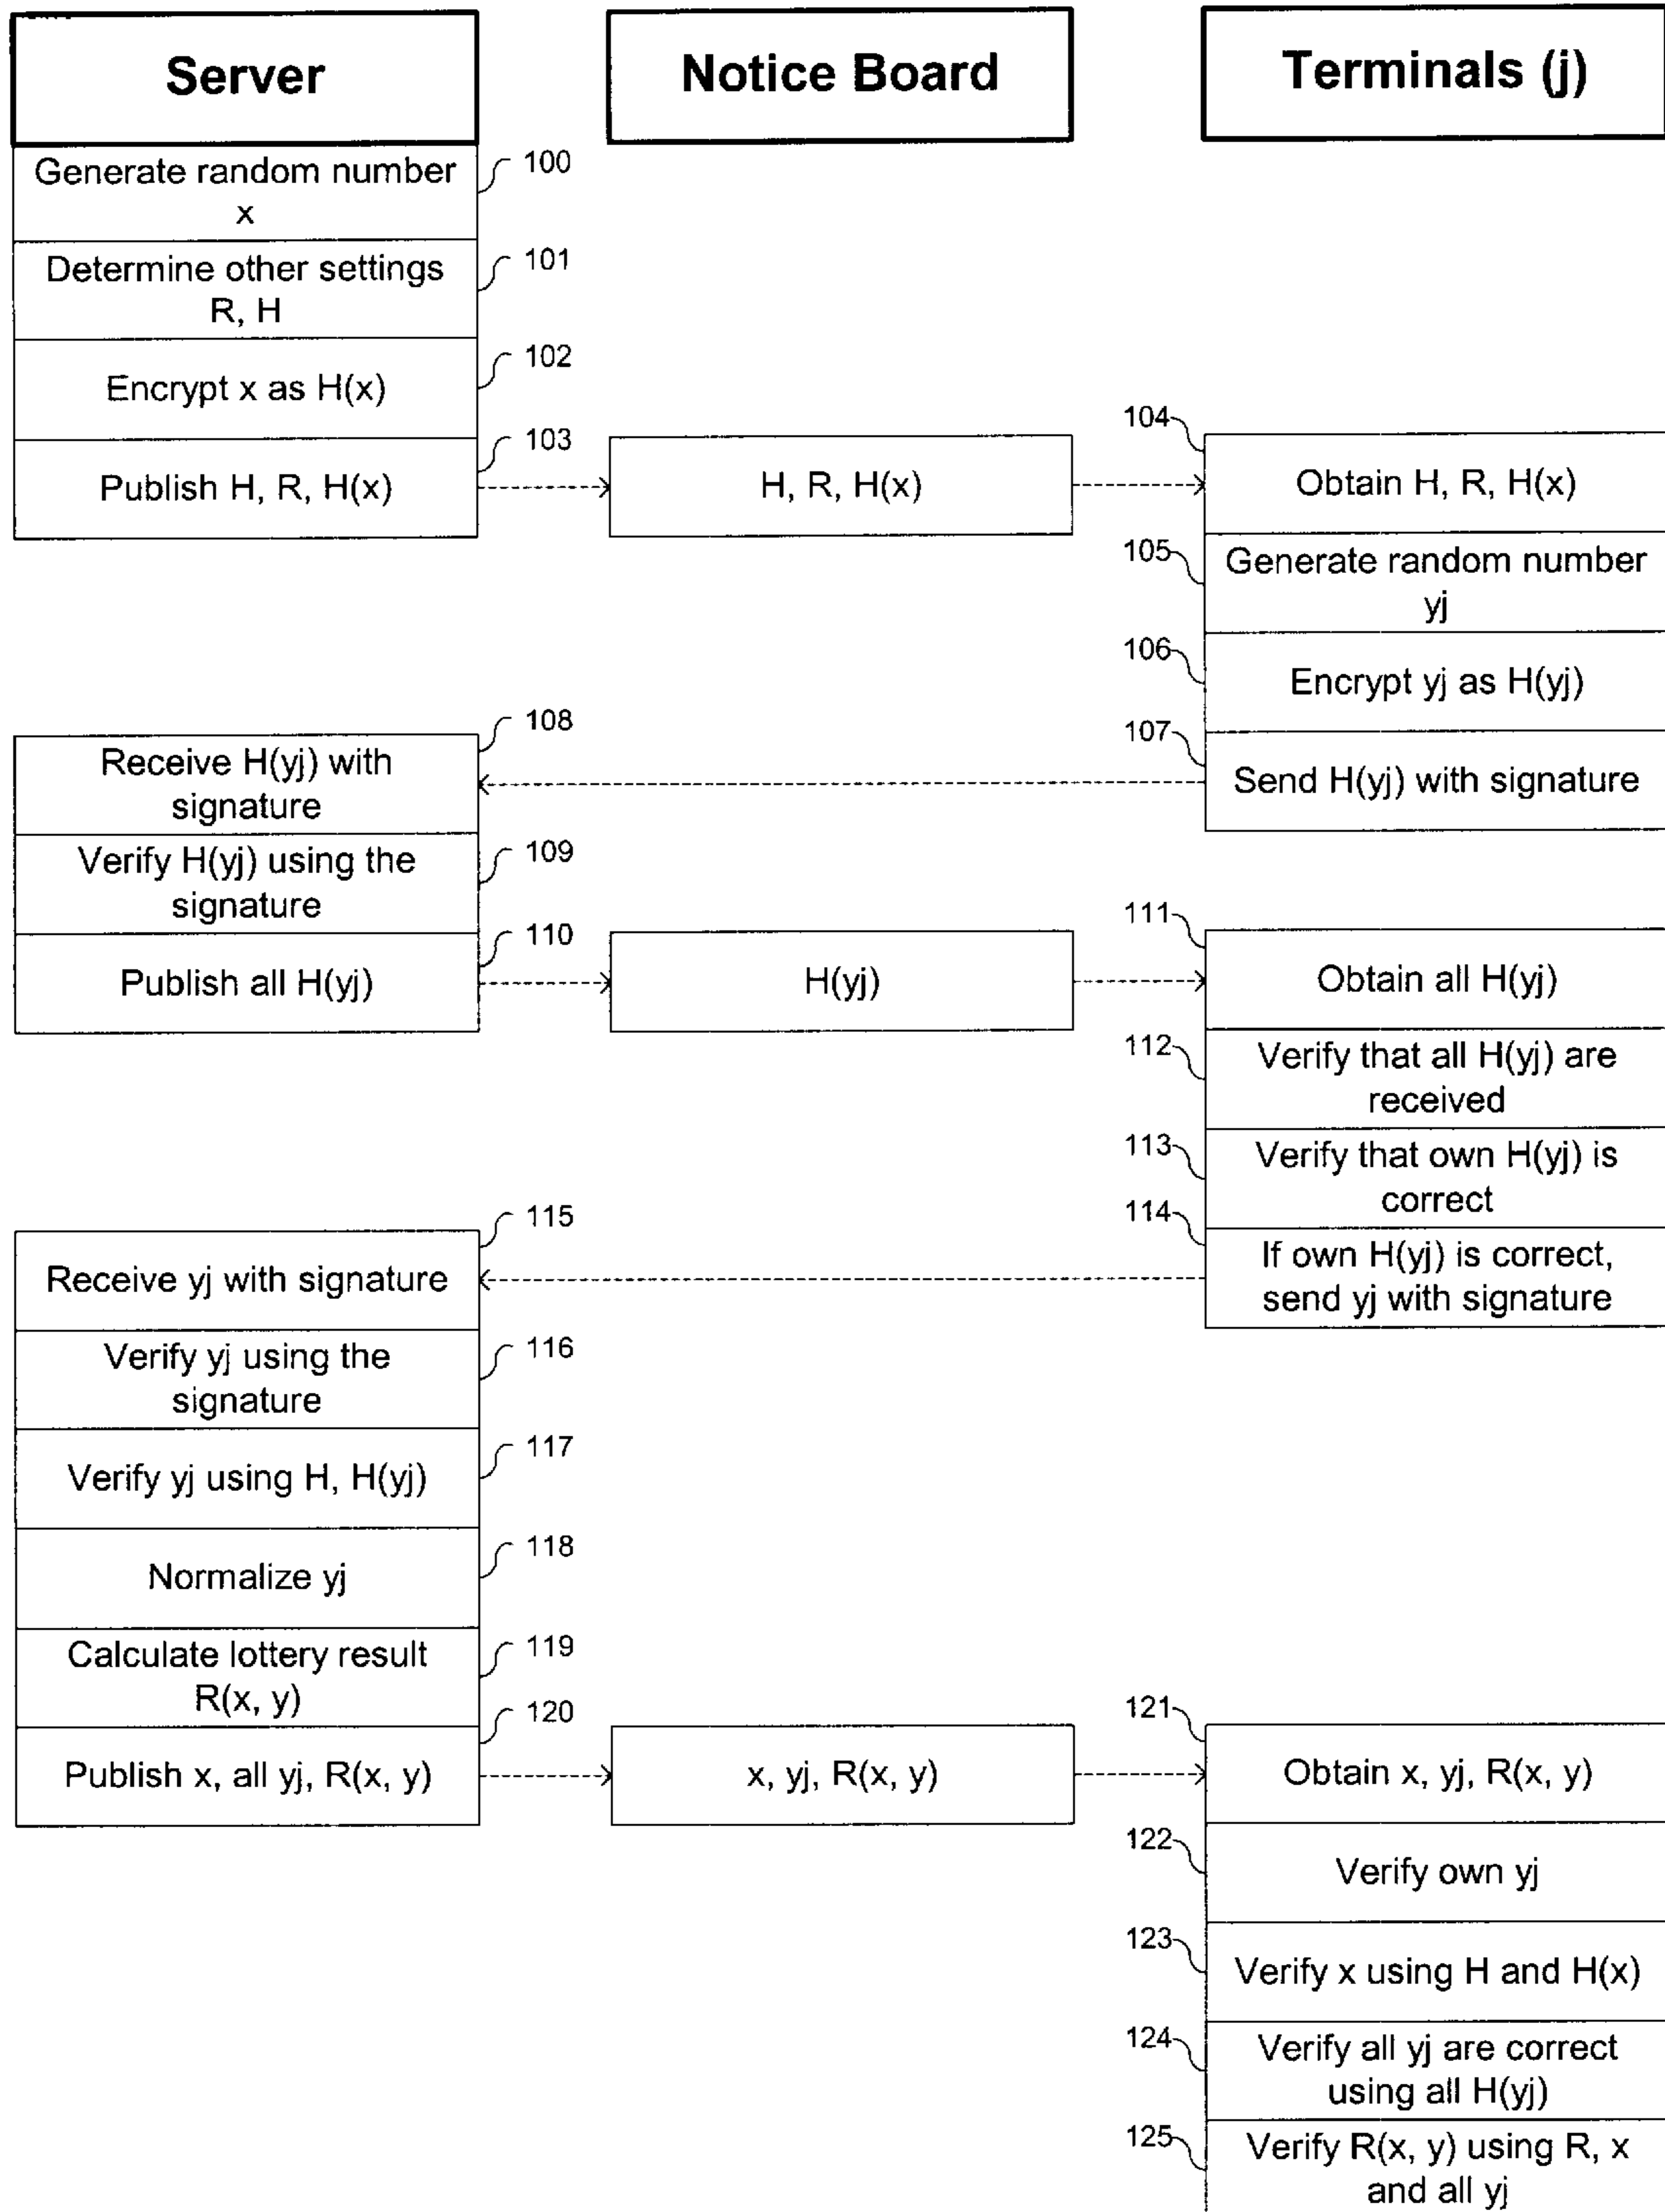 Server
Notice Board
Terminals (j)
Generate random number
x
100
Determine other settings
R, H
101
Encrypt x as H(x)
102
Publish H, R, H(x)
103
H, R, H(x)
104
Obtain H, R, H(x)
105
Generate random number
yj
106
Encrypt yj as H(yj)
107
Send H(yj) with signature
108
Receive H(yj) with
signature
Verify H(yj) using the
signature
109
Publish all H(yj)
110
H(yj)
111
Obtain all H(yj)
112
Verify that all H(yj) are
received
113
Verify that own H(yj) is
correct
114
If own H(yj) is correct,
send yj with signature
115
Receive yj with signature
Verify yj using the
signature
116
Verify yj using H, H(yj)
117
Normalize yj
118
Calculate lottery result
R(x, y)
119
Publish x, all yj, R(x, y)
120
x, yj, R(x, y)
121
Obtain x, yj, R(x, y)
122
Verify own yj
123
Verify x using H and H(x)
124
Verify all yj are correct
using all H(yj)
125
Verify R(x, y) using R, x
and all yj